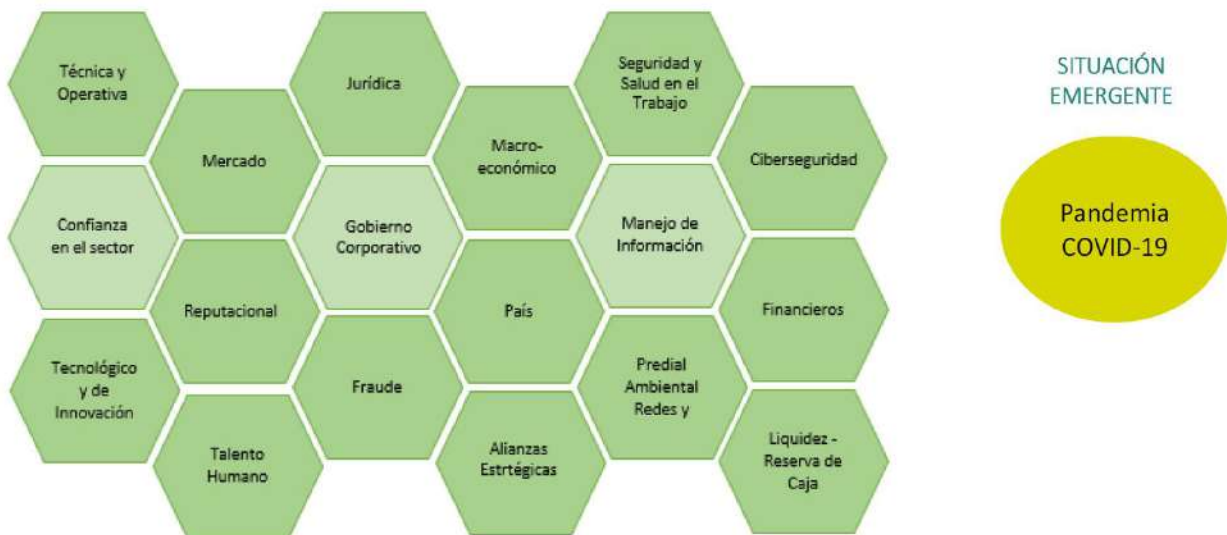 Técnica y
Operativa
Jurídica
Seguridad y
Salud en el
Trabajo
Mercado
Macro-
económico
Ciberseguridad
Confianza
en el sector
Gobierno
Corporativo
Manejo de
Información
Reputacional
País
Financieros
Tecnológico
y de
Innovación
Fraude
Predial
Ambiental
Redes y
Talento
Humano
Alianzas
Estrtégicas
Liquidez -
Reserva de
Caja
SITUACIÓN
EMERGENTE
Pandemia
COVID-19